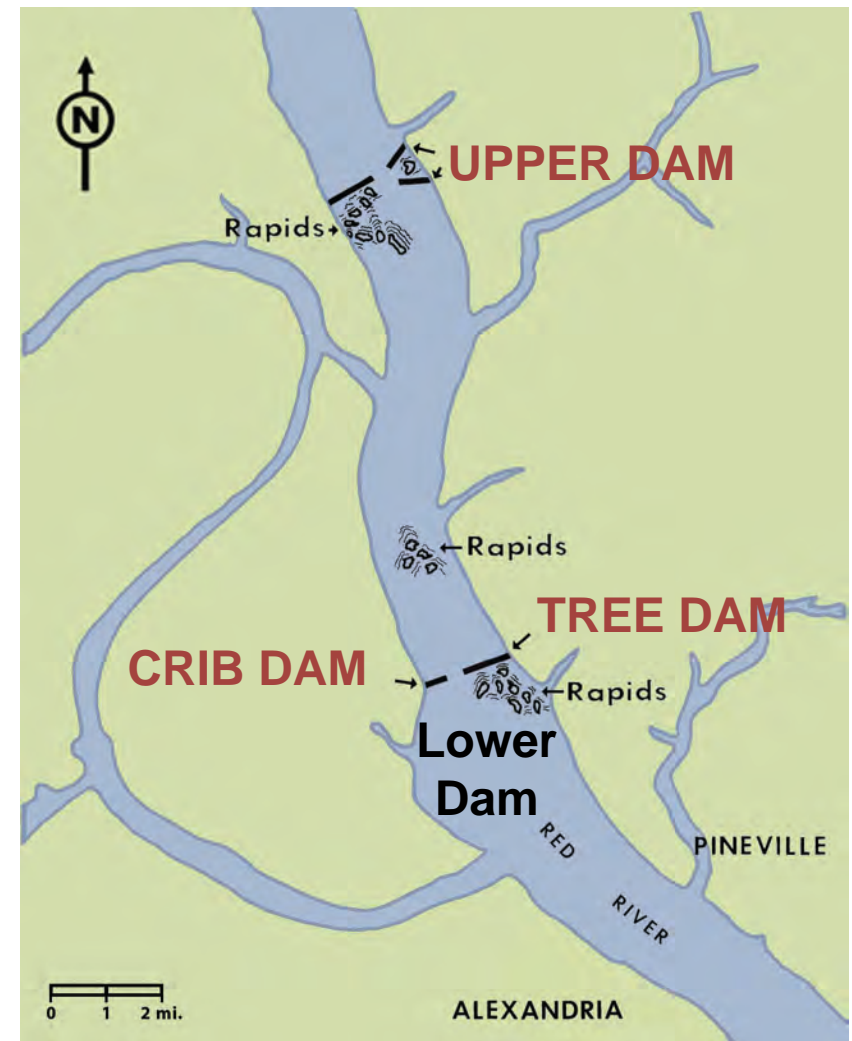 N
UPPER DAM
Rapids
Rapids
TREE DAM
CRIB DAM
Rapids
Lower
Dam
RED
RIVER
PINEVILLE
0 1 2 mi.
ALEXANDRIA